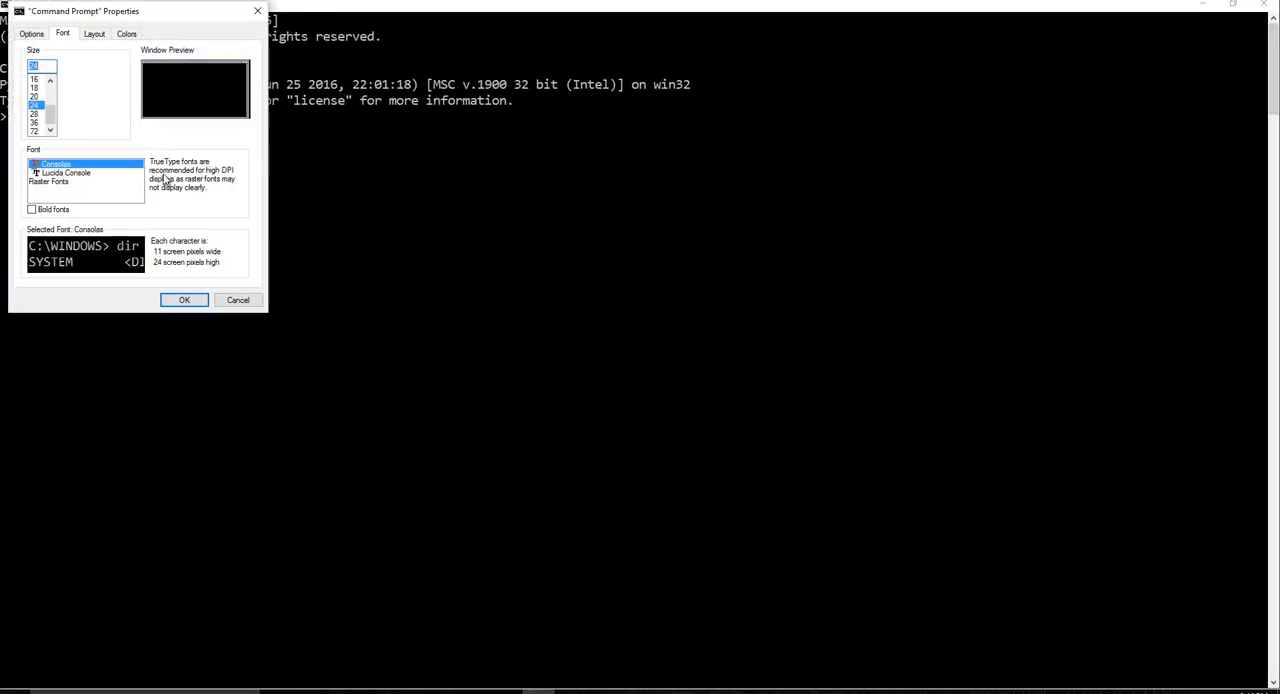 "Command Prompt" Properties
Options Font Layout Colors
Size
24
16
18
20
24
28
36
72
Window Preview
Font
Consolas
Lucida Console
Raster Fonts
Bold fonts
TrueType fonts are
recommended for high DPI
displays as raster fonts may
not display clearly.
Selected Font: Consolas
C:\WINDOWS> dir
SYSTEM <DI
Each character is:
11 screen pixels wide
24 screen pixels high
OK Cancel
]
rights reserved.
un 25 2016, 22:01:18) [MSC v.1900 32 bit (Intel)] on win32
or "license" for more information.
>